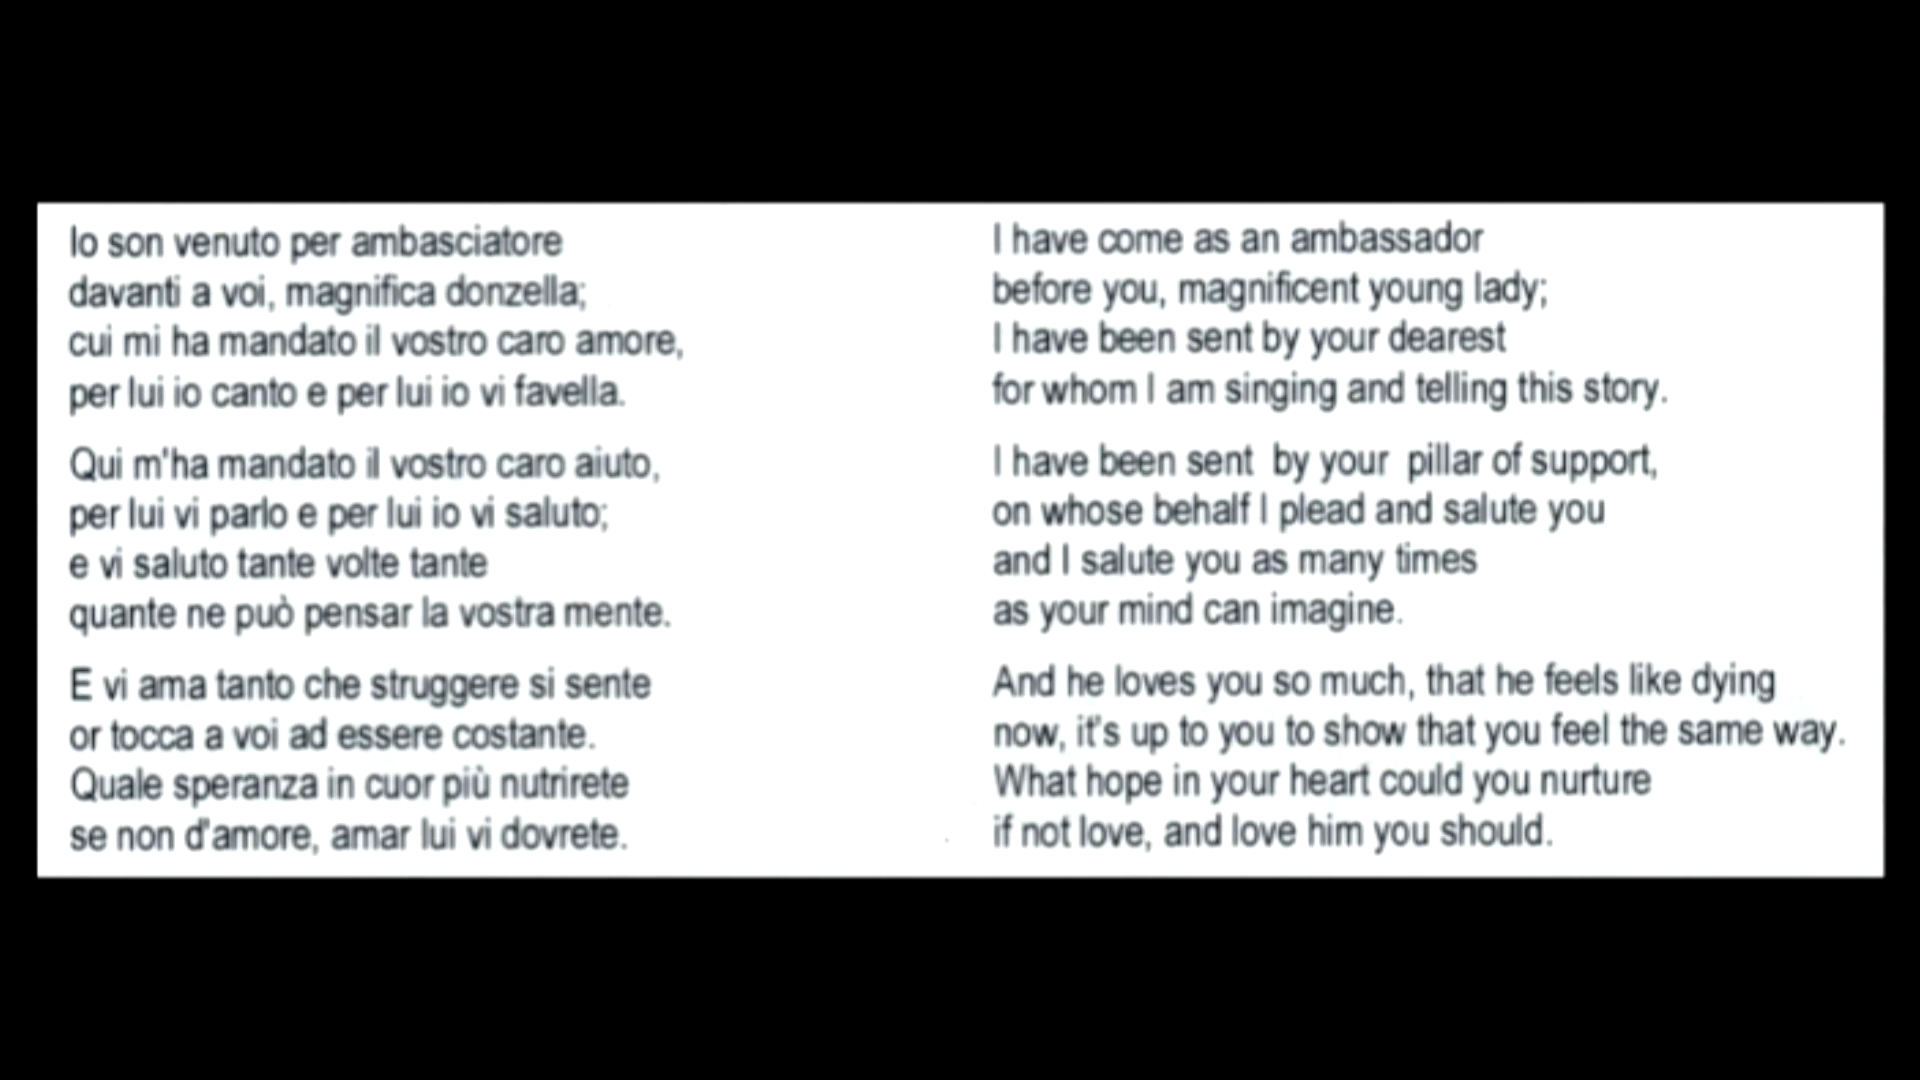 Io son venuto per ambasciatore
davanti a voi, magnifica donzella;
cui mi ha mandato il vostro caro amore,
per lui io canto e per lui io vi favella.
Qui m'ha mandato il vostro caro aiuto,
per lui vi parlo e per lui io vi saluto;
e vi saluto tante volte tante
quante ne può pensar la vostra mente.
E vi ama tanto che struggere si sente
or tocca a voi ad essere costante.
Quale speranza in cuor più nutrirete
se non d'amore, amar lui vi dovrete.
I have come as an ambassador
before you, magnificent young lady;
I have been sent by your dearest
for whom I am singing and telling this story.
I have been sent by your pillar of support,
on whose behalf I plead and salute you
and I salute you as many times
as your mind can imagine.
And he loves you so much, that he feels like dying
now, it's up to you to show that you feel the same way.
What hope in your heart could you nurture
if not love, and love him you should.